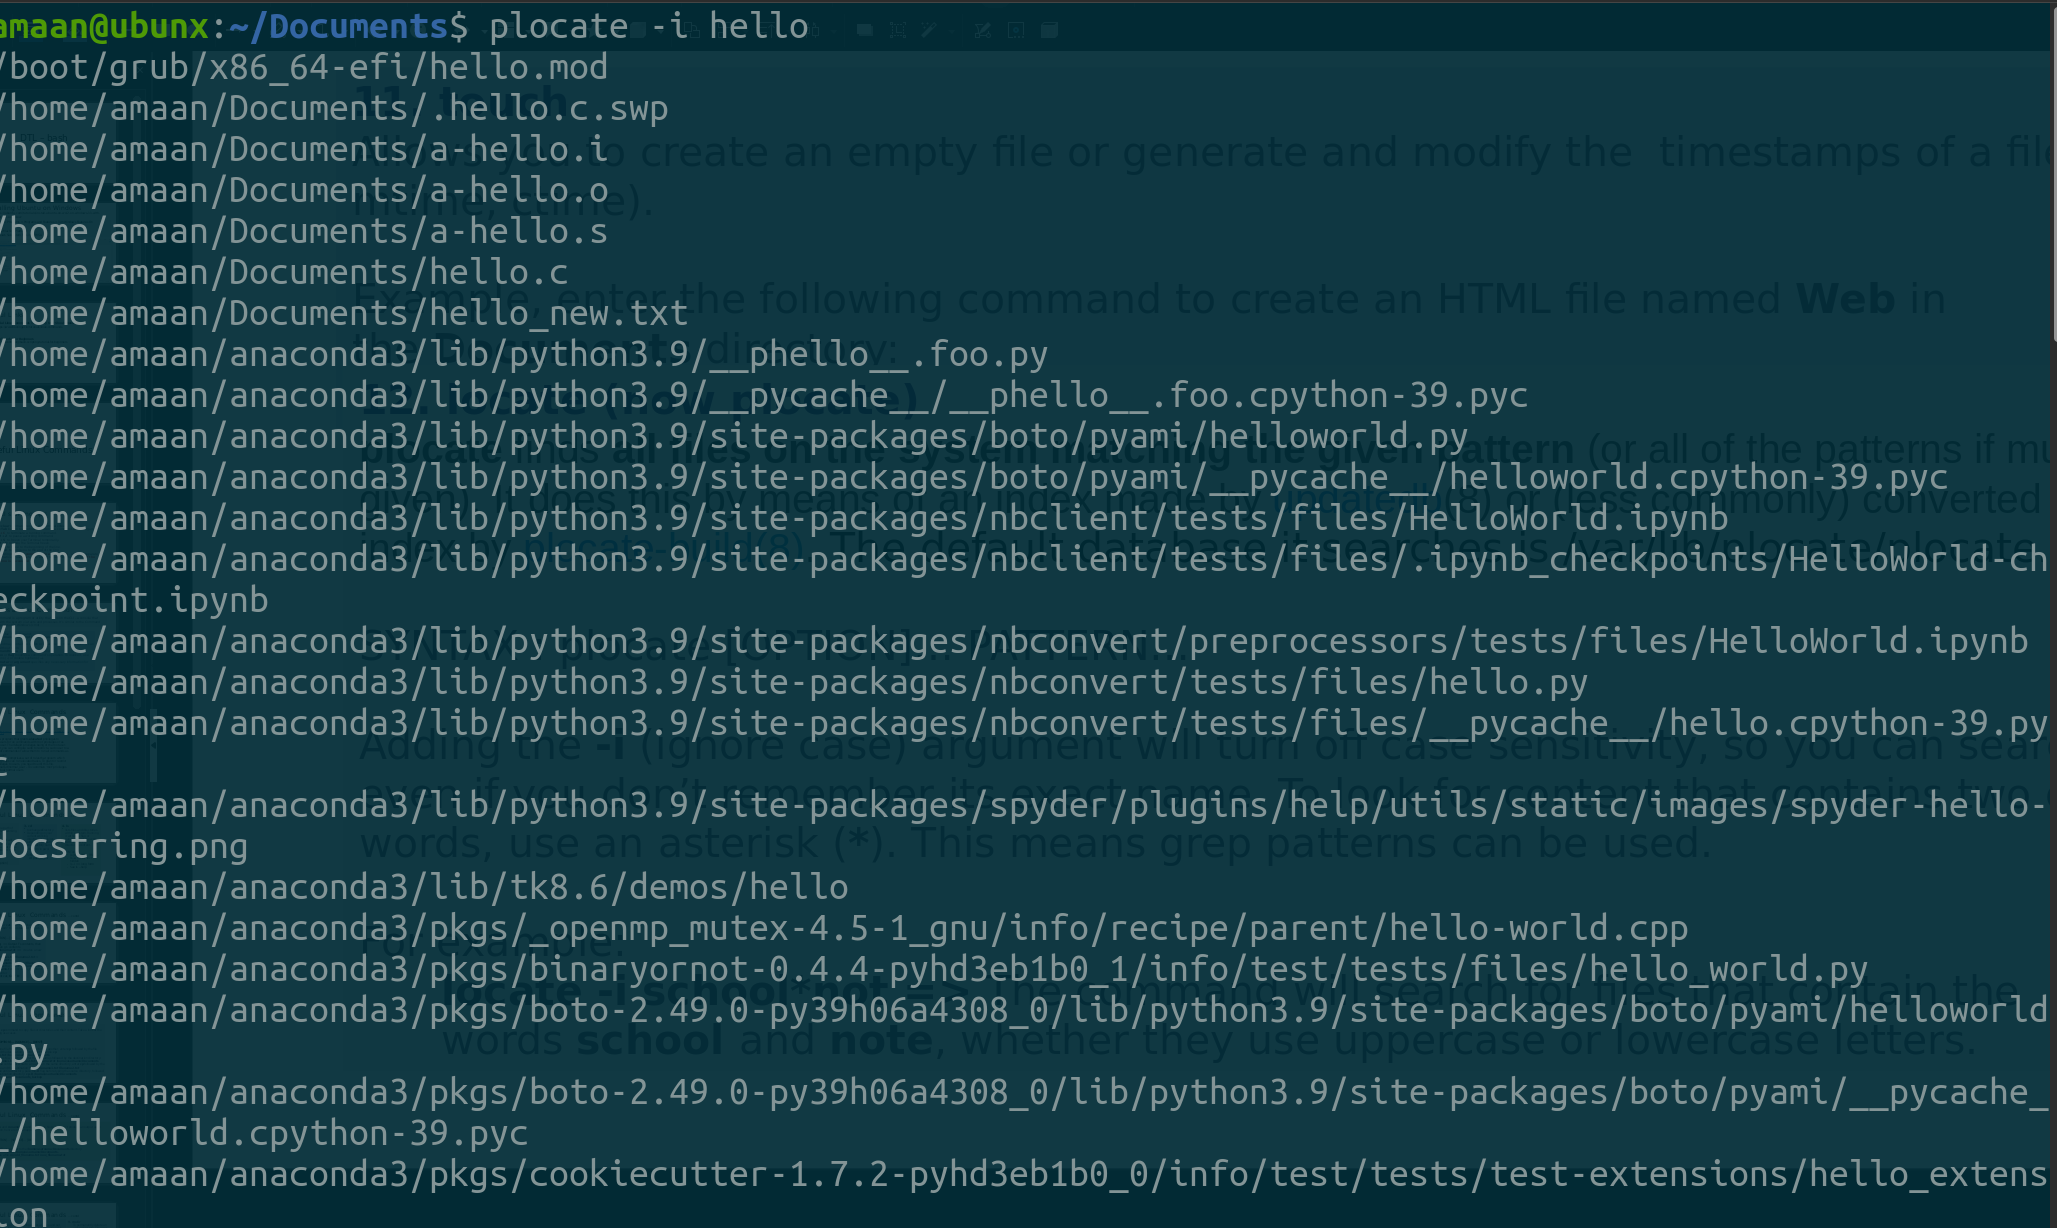 amaan@ubunx:~/Documents$ plocate -i hello
/boot/grub/x86_64-efi/hello.mod
/home/amaan/Documents/.hello.c.swp
/home/amaan/Documents/a-hello.i
/home/amaan/Documents/a-hello.o
/home/amaan/Documents/a-hello.s
/home/amaan/Documents/hello.c
/home/amaan/Documents/hello_new.txt
/home/amaan/anaconda3/lib/python3.9/__phello__.foo.py
/home/amaan/anaconda3/lib/python3.9/__pycache__/__phello__.foo.cpython-39.pyc
/home/amaan/anaconda3/lib/python3.9/site-packages/boto/pyami/helloworld.py
/home/amaan/anaconda3/lib/python3.9/site-packages/boto/pyami/__pycache__/helloworld.cpython-39.pyc
/home/amaan/anaconda3/lib/python3.9/site-packages/nbclient/tests/files/HelloWorld.ipynb
/home/amaan/anaconda3/lib/python3.9/site-packages/nbclient/tests/files/.ipynb_checkpoints/HelloWorld-ch
eckpoint.ipynb
/home/amaan/anaconda3/lib/python3.9/site-packages/nbconvert/preprocessors/tests/files/HelloWorld.ipynb
/home/amaan/anaconda3/lib/python3.9/site-packages/nbconvert/tests/files/hello.py
/home/amaan/anaconda3/lib/python3.9/site-packages/nbconvert/tests/files/__pycache__/hello.cpython-39.py
c
/home/amaan/anaconda3/lib/python3.9/site-packages/spyder/plugins/help/utils/static/images/spyder-hello-
docstring.png
/home/amaan/anaconda3/lib/tk8.6/demos/hello
/home/amaan/anaconda3/pkgs/_openmp_mutex-4.5-1_gnu/info/recipe/parent/hello-world.cpp
/home/amaan/anaconda3/pkgs/binaryornot-0.4.4-pyhd3eb1b0_1/info/test/tests/files/hello_world.py
/home/amaan/anaconda3/pkgs/boto-2.49.0-py39h06a4308_0/lib/python3.9/site-packages/boto/pyami/helloworld
.py
/home/amaan/anaconda3/pkgs/boto-2.49.0-py39h06a4308_0/lib/python3.9/site-packages/boto/pyami/__pycache_
_/helloworld.cpython-39.pyc
/home/amaan/anaconda3/pkgs/cookiecutter-1.7.2-pyhd3eb1b0_0/info/test/tests/test-extensions/hello_extens
ion